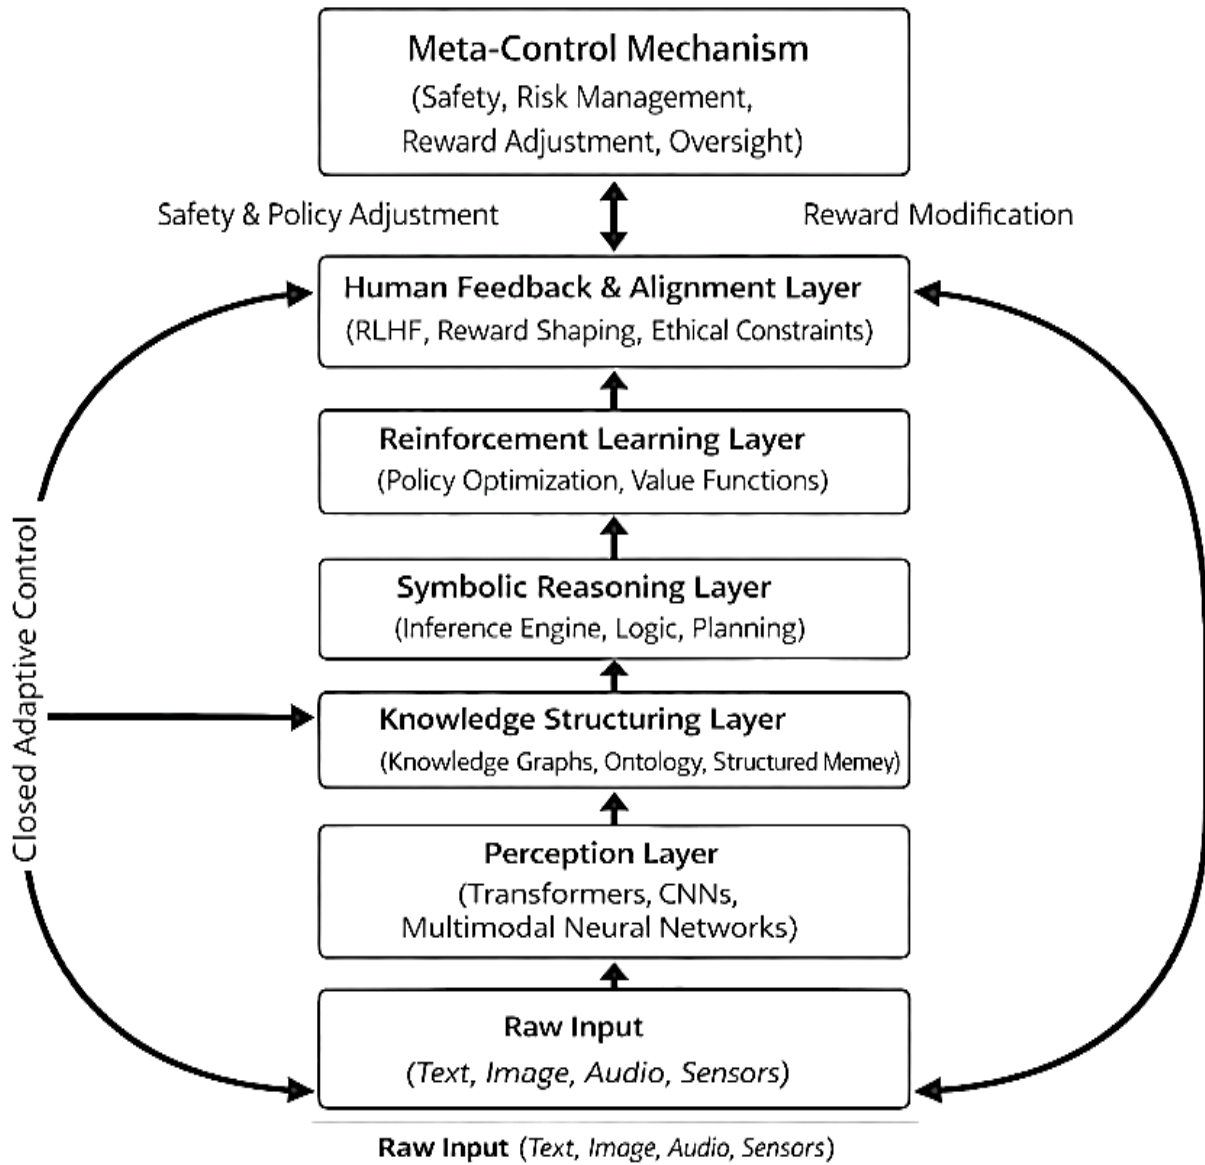 Meta-Control Mechanism
(Safety, Risk Management,
Reward Adjustment, Oversight)
Safety & Policy Adjustment
Reward Modification
Human Feedback & Alignment Layer
(RLHF, Reward Shaping, Ethical Constraints)
Reinforcement Learning Layer
(Policy Optimization, Value Functions)
Symbolic Reasoning Layer
(Inference Engine, Logic, Planning)
Closed Adaptive Control
Knowledge Structuring Layer
(Knowledge Graphs, Ontology, Structured Memey)
Perception Layer
(Transformers, CNNs,
Multimodal Neural Networks)
Raw Input
(Text, Image, Audio, Sensors)
Raw Input (Text, Image, Audio, Sensors)